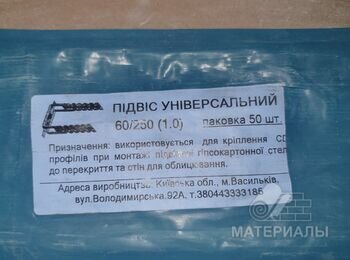 ПІДВІС УНІВЕРСАЛЬНИЙ
60/250 (1.0) паковка 50 шт.
Призначення: використовується для кріплення CD
профілів при монтажі підвісної гіпсокартонної стелі
до перекриття та стін для облицювання.
Адреса виробництва: Київська обл., м.Васильків,
вул.Володимирська.92А, т.380443333185
МАТЕРИАЛЫ